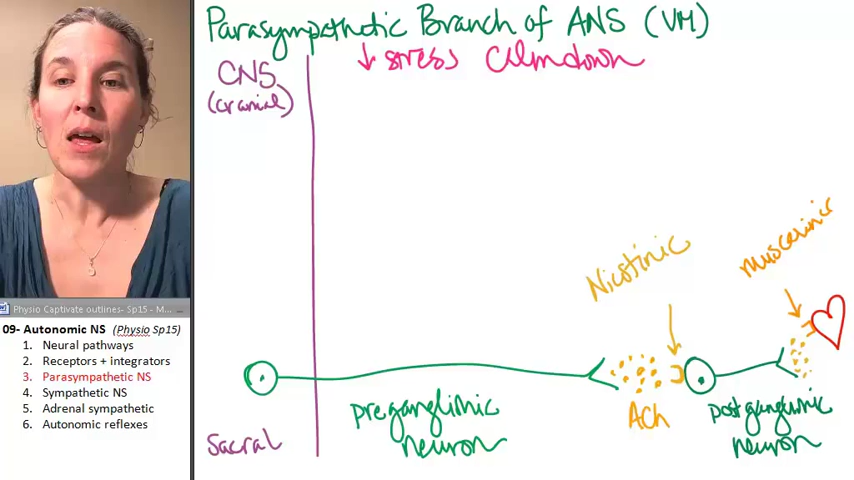 Parasympathetic Branch of ANS (VM)
↓ stress Calm down
CNS
(cranial)
Nicotinic
muscarinic
ACh
preganglionic
neuron
postganglionic
neuron
Sacral
Physio Captivate outlines- Sp15 - M...
09- Autonomic NS (Physio Sp15)
1. Neural pathways
2. Receptors + integrators
3. Parasympathetic NS
4. Sympathetic NS
5. Adrenal sympathetic
6. Autonomic reflexes